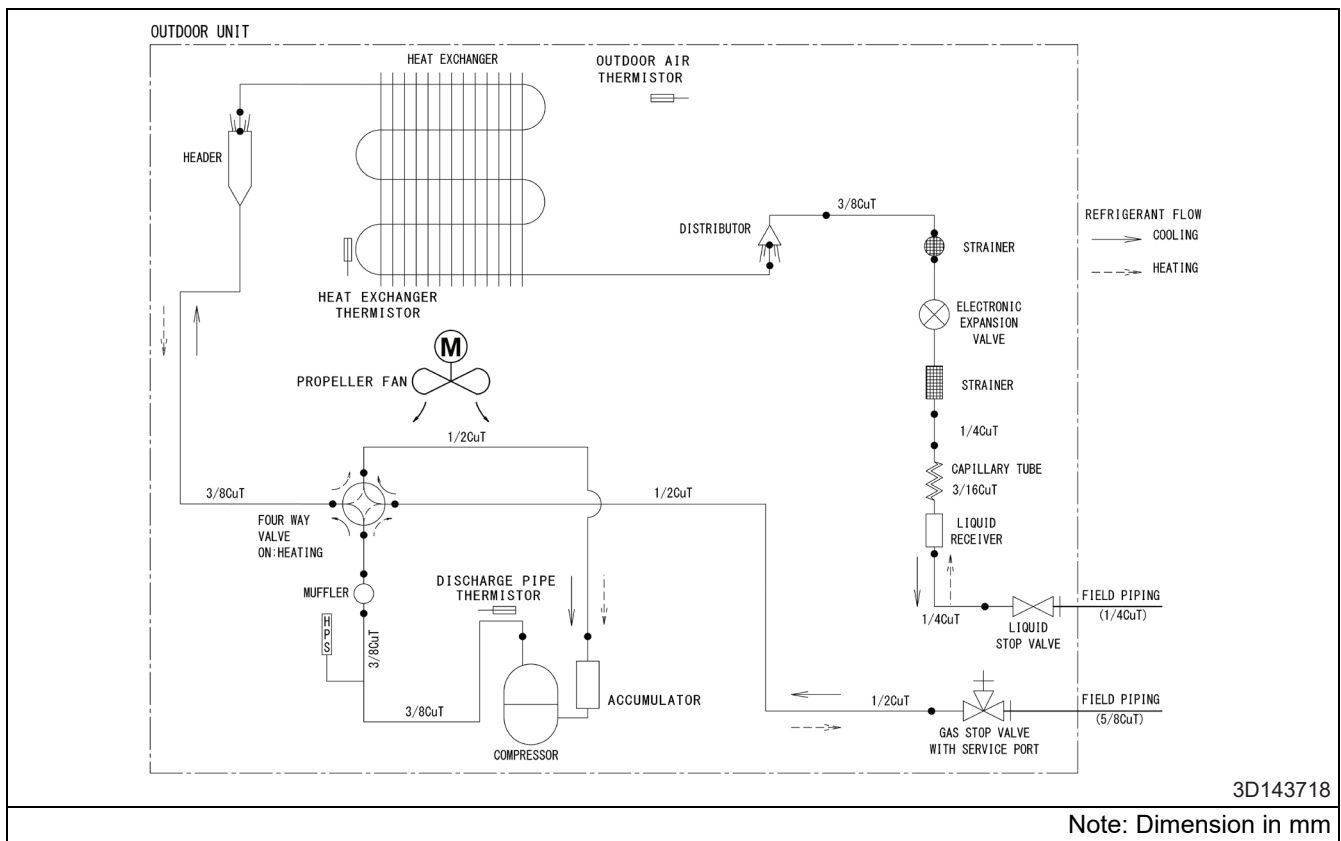 OUTDOOR UNIT
HEAT EXCHANGER
OUTDOOR AIR
THERMISTOR
HEADER
3/8CuT
DISTRIBUTOR
REFRIGERANT FLOW
COOLING
HEATING
STRAINER
HEAT EXCHANGER
THERMISTOR
ELECTRONIC
EXPANSION
VALVE
M
PROPELLER FAN
STRAINER
1/4CuT
1/2CuT
CAPILLARY TUBE
3/16CuT
3/8CuT
1/2CuT
FOUR WAY
VALVE
ON:HEATING
LIQUID
RECEIVER
MUFFLER
DISCHARGE PIPE
THERMISTOR
HPS
3/8CuT
1/4CuT
LIQUID
STOP VALVE
FIELD PIPING
(1/4CuT)
ACCUMULATOR
3/8CuT
COMPRESSOR
1/2CuT
GAS STOP VALVE
WITH SERVICE PORT
FIELD PIPING
(5/8CuT)
3D143718
Note: Dimension in mm